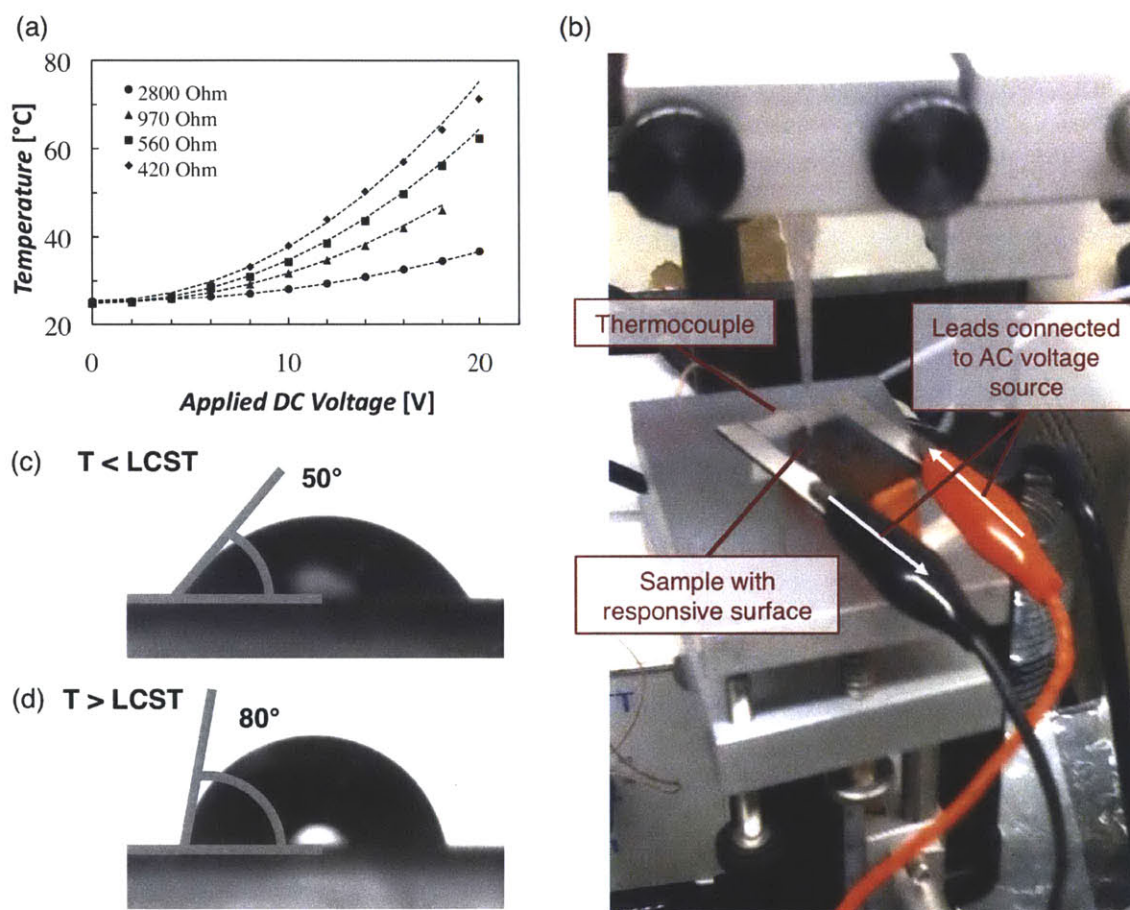 (a)
80
60
40
20
Temperature [°C]
2800 Ohm
970 Ohm
560 Ohm
420 Ohm
0
10
20
Applied DC Voltage [V]
(b)
Thermocouple
Leads connected
to AC voltage
source
Sample with
responsive surface
(c) T < LCST
50°
(d) T > LCST
80°